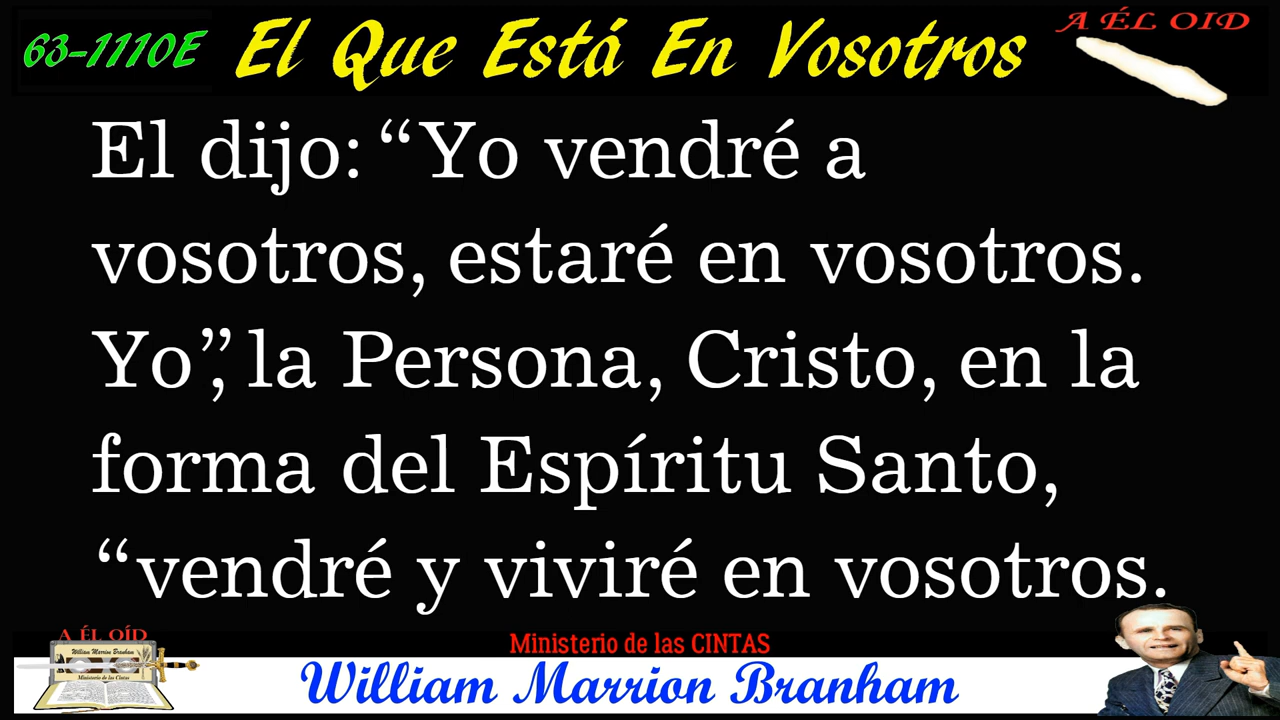 63-1110E El Que Está En Vosotros
A ÉL OID
El dijo: “Yo vendré a
vosotros, estaré en vosotros.
Yo”, la Persona, Cristo, en la
forma del Espíritu Santo,
“vendré y viviré en vosotros.
A ÉL OÍD
William Marrion Branham
Ministerio de las Cintas
Ministerio de las CINTAS
William Marrion Branham